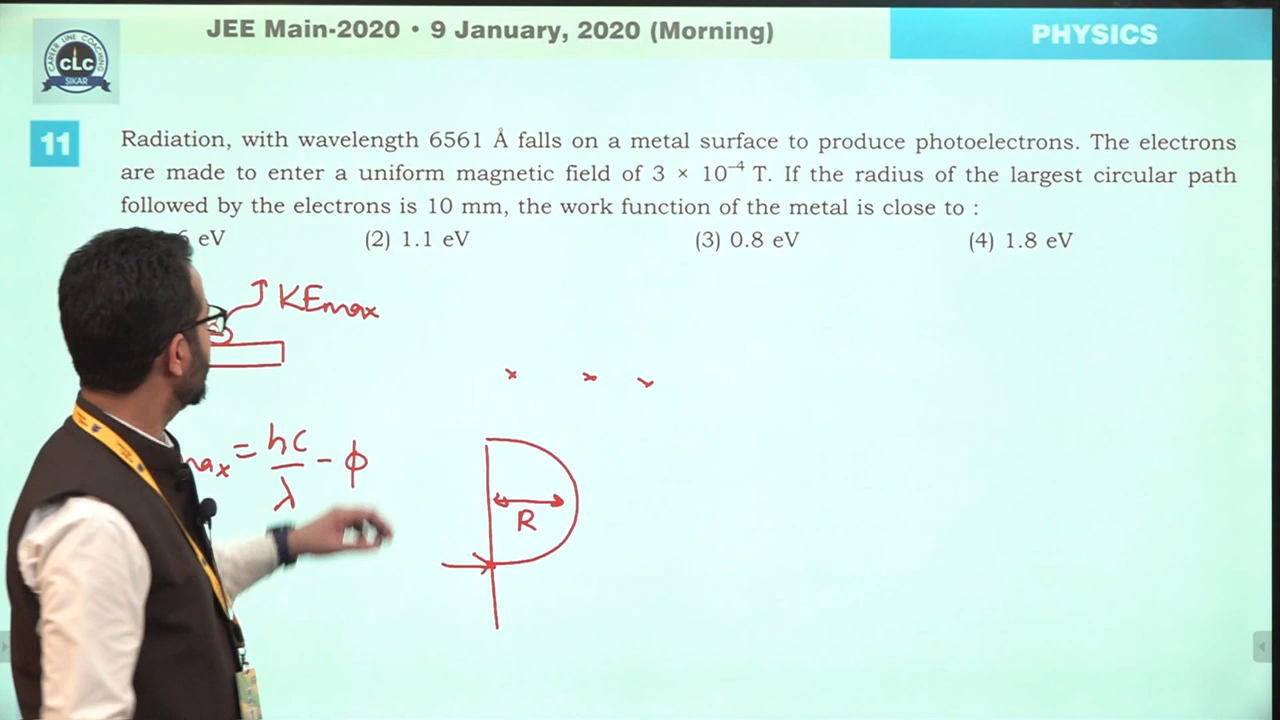 JEE Main-2020 • 9 January, 2020 (Morning)
PHYSICS
CAREER LINE COACHING
CLC
SIKAR
11
Radiation, with wavelength 6561 Å falls on a metal surface to produce photoelectrons. The electrons
are made to enter a uniform magnetic field of 3 × 10⁻⁴ T. If the radius of the largest circular path
followed by the electrons is 10 mm, the work function of the metal is close to :
eV (2) 1.1 eV (3) 0.8 eV (4) 1.8 eV
KEmax
max = hc/λ - ϕ
R